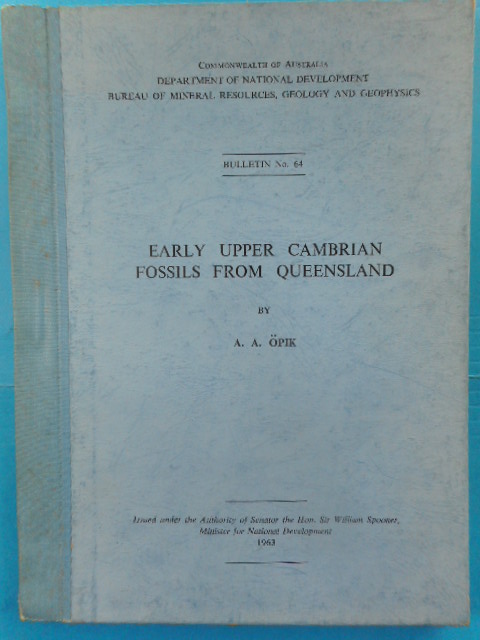 COMMONWEALTH OF AUSTRALIA
DEPARTMENT OF NATIONAL DEVELOPMENT
BUREAU OF MINERAL RESOURCES, GEOLOGY AND GEOPHYSICS
BULLETIN No. 64
EARLY UPPER CAMBRIAN
FOSSILS FROM QUEENSLAND
BY
A. A. ÖPIK
Issued under the Authority of Senator the Hon. Sir William Spooner,
Minister for National Development
1963